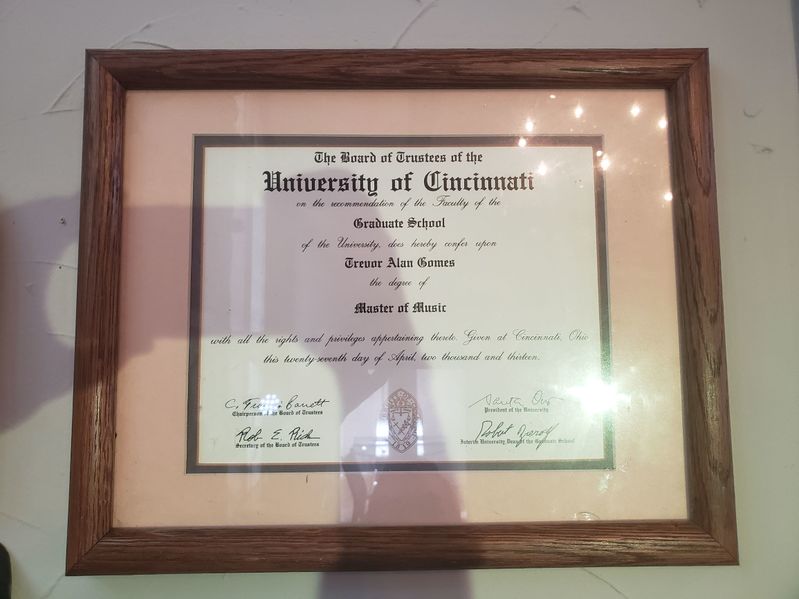 The Board of Trustees of the
University of Cincinnati
on the recommendation of the Faculty of the
Graduate School
of the University, does hereby confer upon
Trevor Alan Gomes
the degree of
Master of Music
with all the rights and privileges appertaining thereto. Given at Cincinnati, Ohio
this twenty-seventh day of April, two thousand and thirteen.
Chairperson of the Board of Trustees
President of the University
Rob E. Rich
Secretary of the Board of Trustees
Interim University Dean of the Graduate School